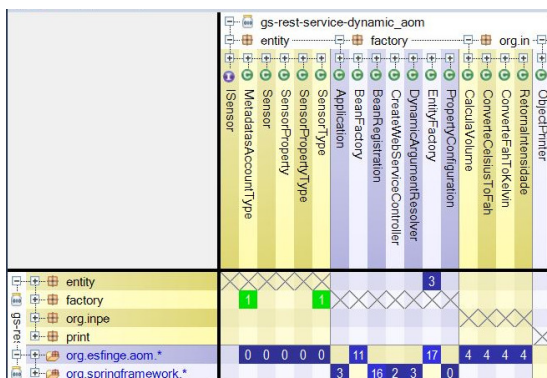 gs-rest-service-dynamic_aom
entity factory org.in
ISensor
MetadatasAccountType
Sensor
SensorProperty
SensorPropertyType
SensorType
Application
BeanFactory
BeanRegistration
CreateWebServiceController
DynamicArgumentResolver
EntityFactory
PropertyConfiguration
CalculaVolume
ConverteCelsiusToFah
ConverteFahToKelvin
RetornaIntensidade
ObjectPrinter
gs-re
entity 3
factory 1 1
org.inpe
print
org.esfinge.aom.* 0 0 0 0 0 11 17 4 4 4 4
org.springframework.* 3 16 2 3 0